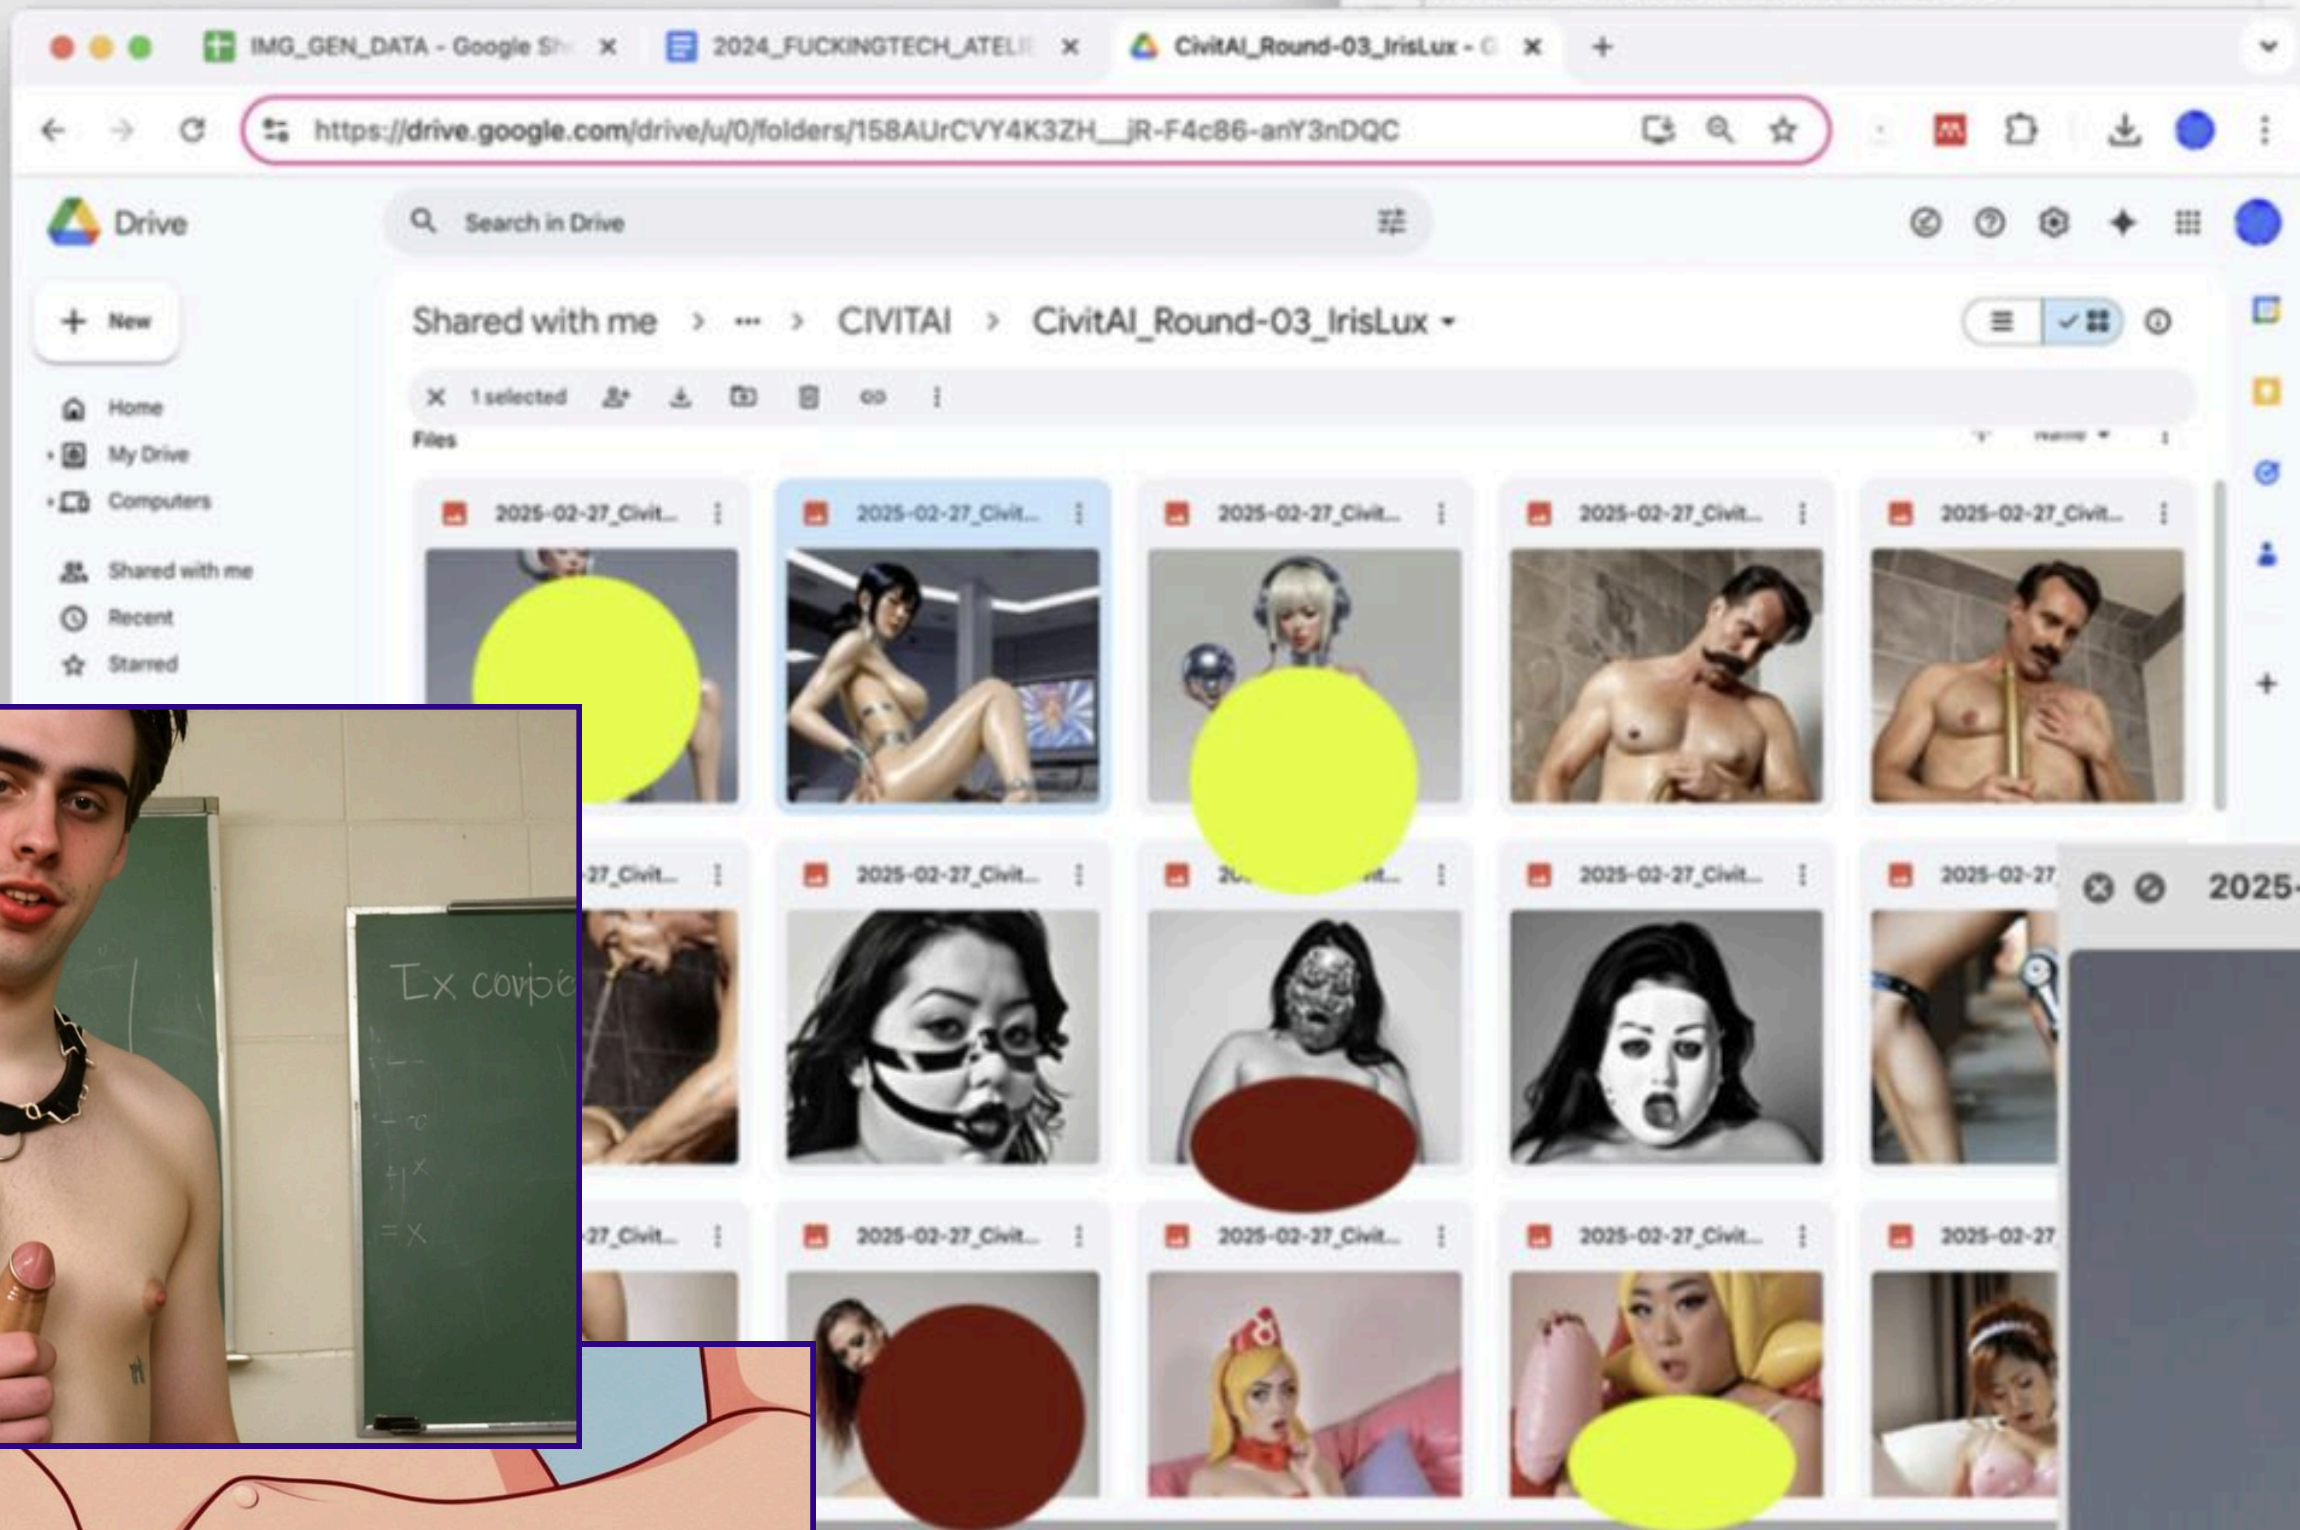 IMG_GEN_DATA - Google Sh
2024_FUCKINGTECH_ATELI
CivitAI_Round-03_IrisLux - G
https://drive.google.com/drive/u/0/folders/158AUrCVY4K3ZH__jR-F4c86-anY3nDQC
Drive
Search in Drive
New
Shared with me > ... > CIVITAI > CivitAI_Round-03_IrisLux
1 selected
Home
My Drive
Computers
Shared with me
Recent
Starred
Files
Name
2025-02-27_Civit... 2025-02-27_Civit... 2025-02-27_Civit... 2025-02-27_Civit... 2025-02-27_Civit...
27_Civit... 2025-02-27_Civit... 2025-02-27_Civit... 2025-02-27
2025-
27_Civit... 2025-02-27_Civit... 2025-02-27_Civit... 2025-02-27_Civit... 2025-02-27
= x